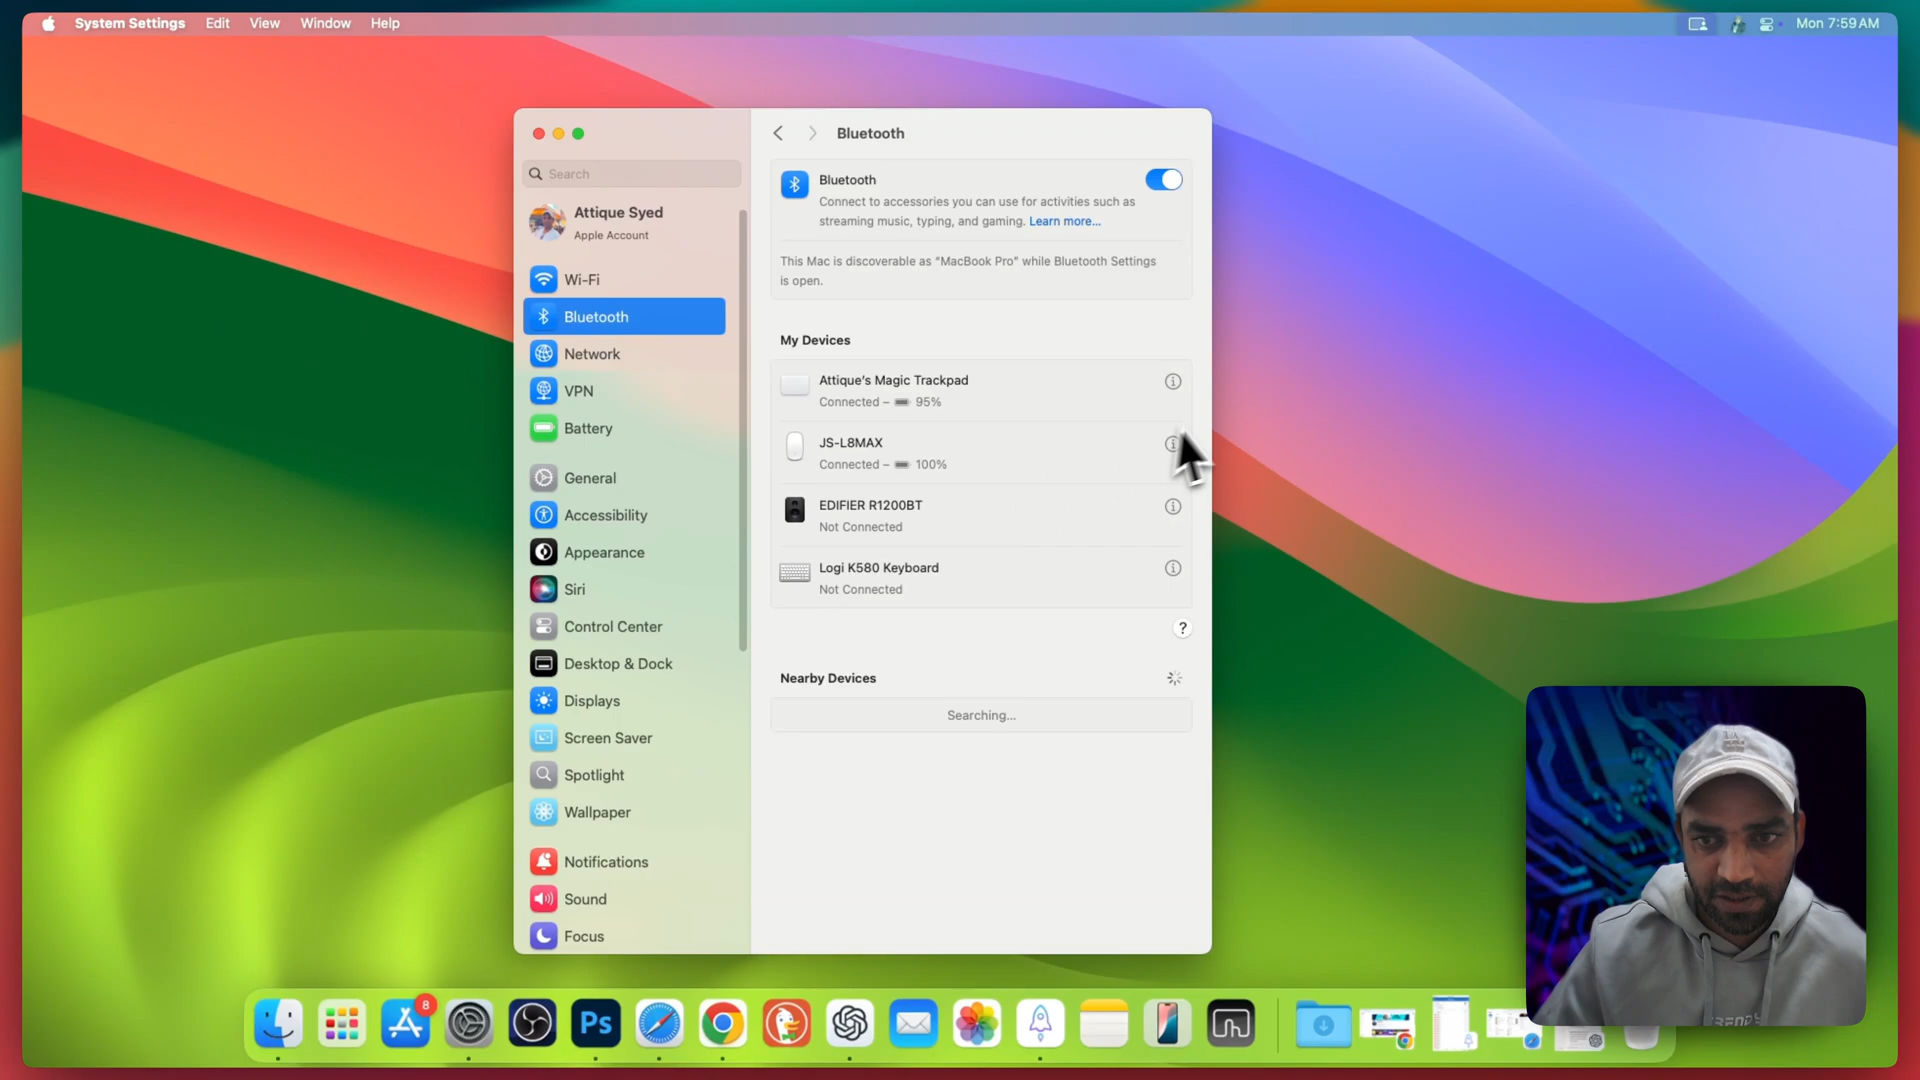 System Settings Edit View Window Help
Mon 7:59 AM
Bluetooth
Search
Attique Syed
Apple Account
Wi-Fi
Bluetooth
Network
VPN
Battery
General
Accessibility
Appearance
Siri
Control Center
Desktop & Dock
Displays
Screen Saver
Spotlight
Wallpaper
Notifications
Sound
Focus
Bluetooth
Connect to accessories you can use for activities such as
streaming music, typing, and gaming. Learn more...
This Mac is discoverable as “MacBook Pro” while Bluetooth Settings
is open.
My Devices
Attique’s Magic Trackpad
Connected – 95%
JS-L8MAX
Connected – 100%
EDIFIER R1200BT
Not Connected
Logi K580 Keyboard
Not Connected
?
Nearby Devices
Searching...
8
Ps